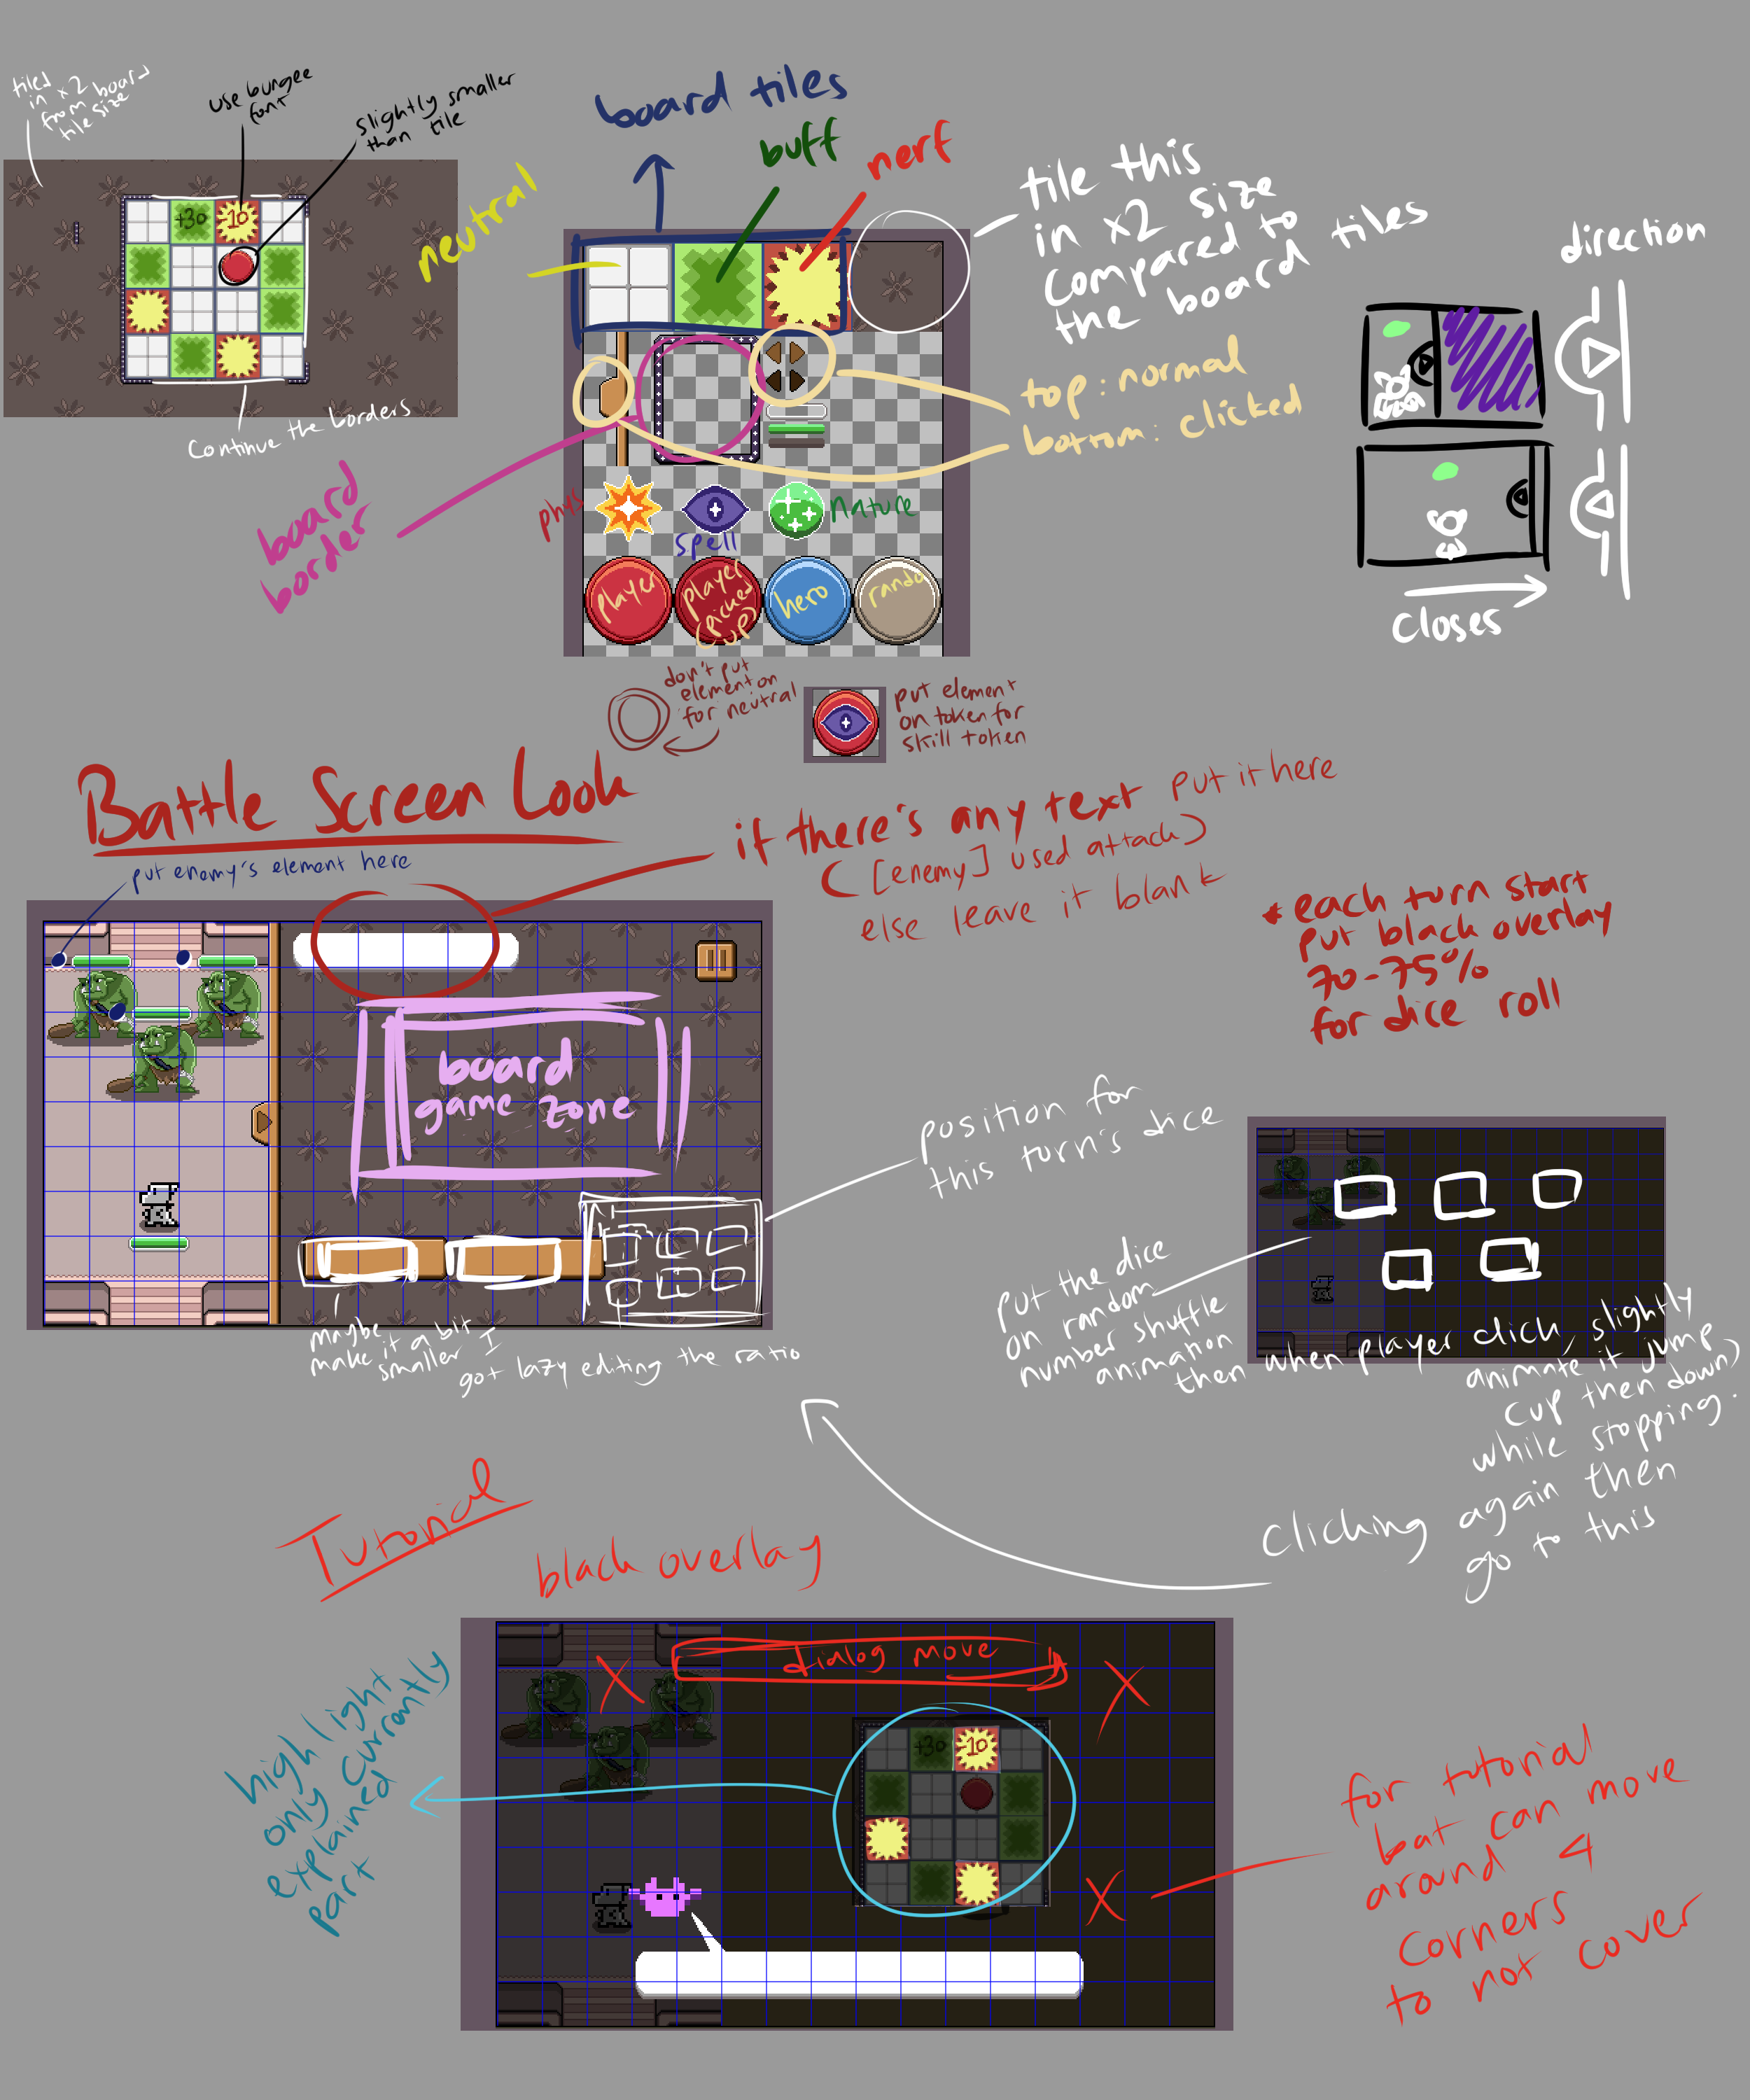 tiled
in x2 board
from
tile size
use bungee
font
slightly smaller
than tile
+30
10
Continue the borders
board tiles
buff
nerf
neutral
tile this
in x2 size
compared to
the board tiles
top: normal
bottom: clicked
board
border
phys
spell
nature
player
player
(picked
up)
hero
rando
don't put
element on
for neutral
put element
on token for
skill token
direction
closes
Battle Screen Look
put enemy's element here
if there's any text put it here
([enemy] used attack)
else leave it blank
* each turn start
put black overlay
70-75%
for dice roll
board
game zone
position for
this turn's dice
maybe
make it a bit
smaller I
got lazy editing the ratio
put the dice
on random
number shuffle
animation
then when player click, slightly
animate it jump
(up then down)
while stopping.
clicking again then
go to this
Tutorial
black overlay
dialog move
+30
-10
highlight
only currently
explained
part
for tutorial
bat can move
around 4
corners
to not cover